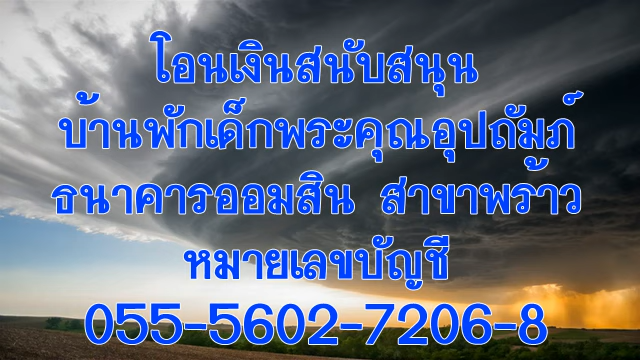 โอนเงินสนับสนุน
บ้านพักเด็กพระคุณอุปถัมภ์
ธนาคารออมสิน สาขาพร้าว
หมายเลขบัญชี
055-5602-7206-8